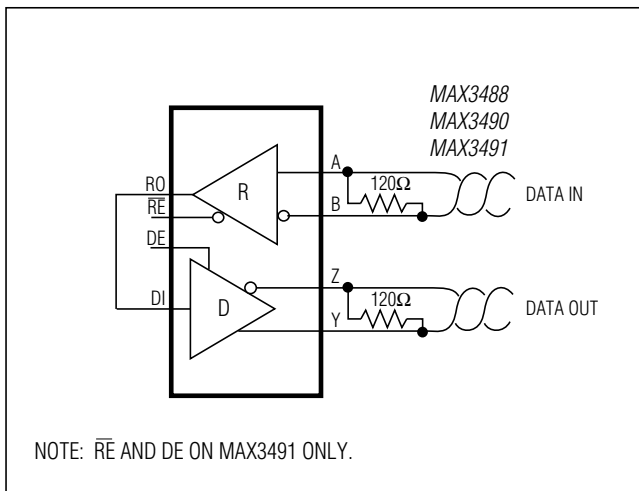 MAX3488
MAX3490
MAX3491
A
RO
R
120Ω
DATA IN
RE̅
B
DE
Z
DI
D
120Ω
DATA OUT
Y
NOTE: R̅E̅ AND DE ON MAX3491 ONLY.